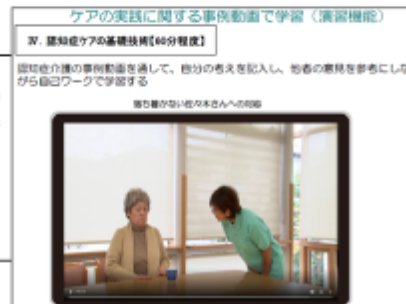 ケアの実践に関する事例動画で学習（演習機能）
Ⅳ. 認知症ケアの基礎技術【60分程度】
認知症介護の事例動画を通して、自分の考えを記入し、他者の意見を参考にしな
がら自己ワークで学習する
落ち着かない佐々木さんへの対応